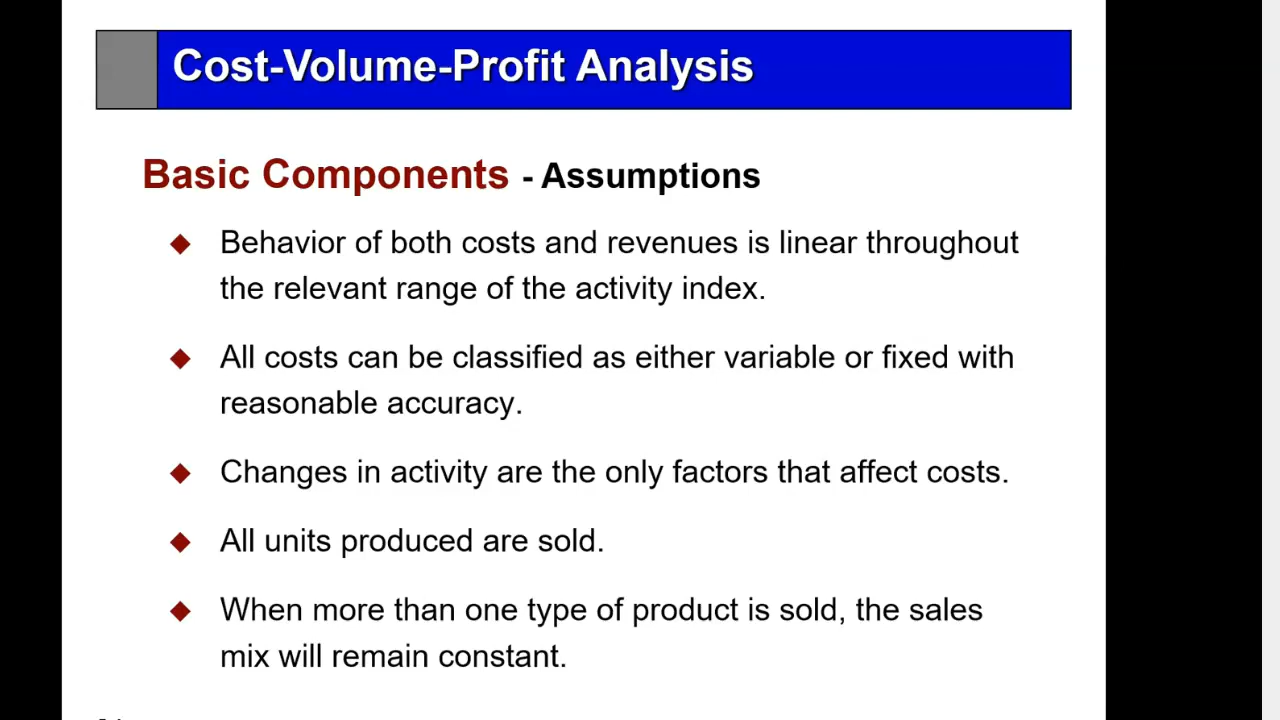 Cost-Volume-Profit Analysis
Basic Components - Assumptions
Behavior of both costs and revenues is linear throughout
the relevant range of the activity index.
All costs can be classified as either variable or fixed with
reasonable accuracy.
Changes in activity are the only factors that affect costs.
All units produced are sold.
When more than one type of product is sold, the sales
mix will remain constant.